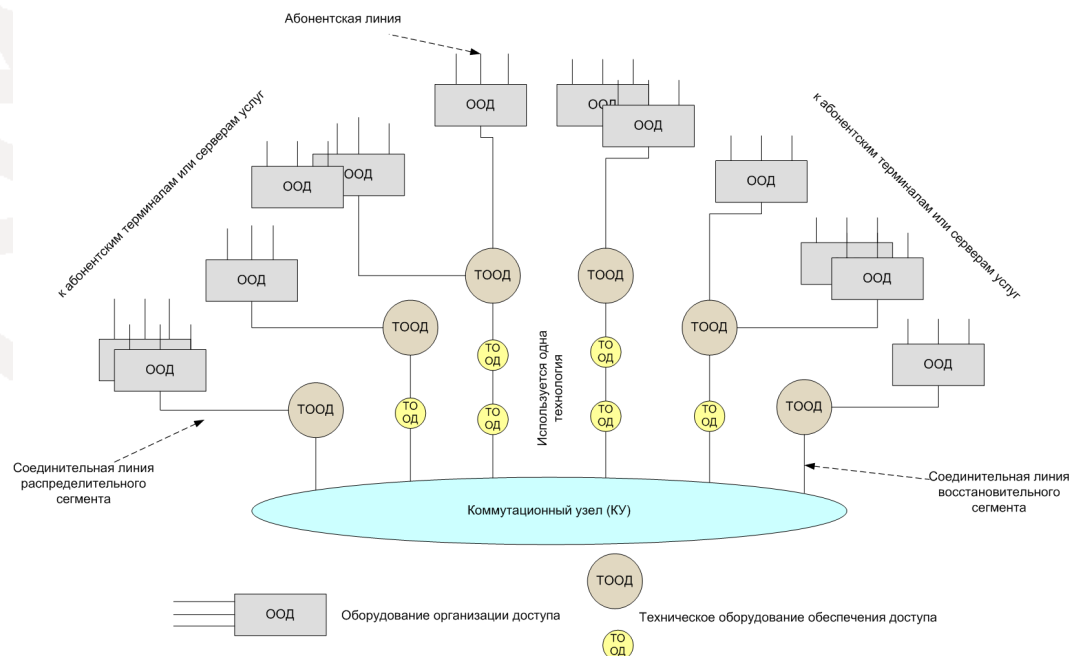 Абонентская линия
ООД
ООД
ООД
к абонентским терминалам или серверам услуг
к абонентским терминалам или серверам услуг
ООД
ООД
ООД
ООД
ООД
ООД
ТООД
ТООД
ТООД
ТООД
ООД
ООД
ТО
ОД
ТО
ОД
Используется одна
технология
ТООД
ТООД
ТО
ОД
ТО
ОД
ТО
ОД
ТО
ОД
Соединительная линия
распределительного
сегмента
Соединительная линия
восстановительного
сегмента
Коммутационный узел (КУ)
ООД
Оборудование организации доступа
ТООД
Техническое оборудование обеспечения доступа
ТО
ОД